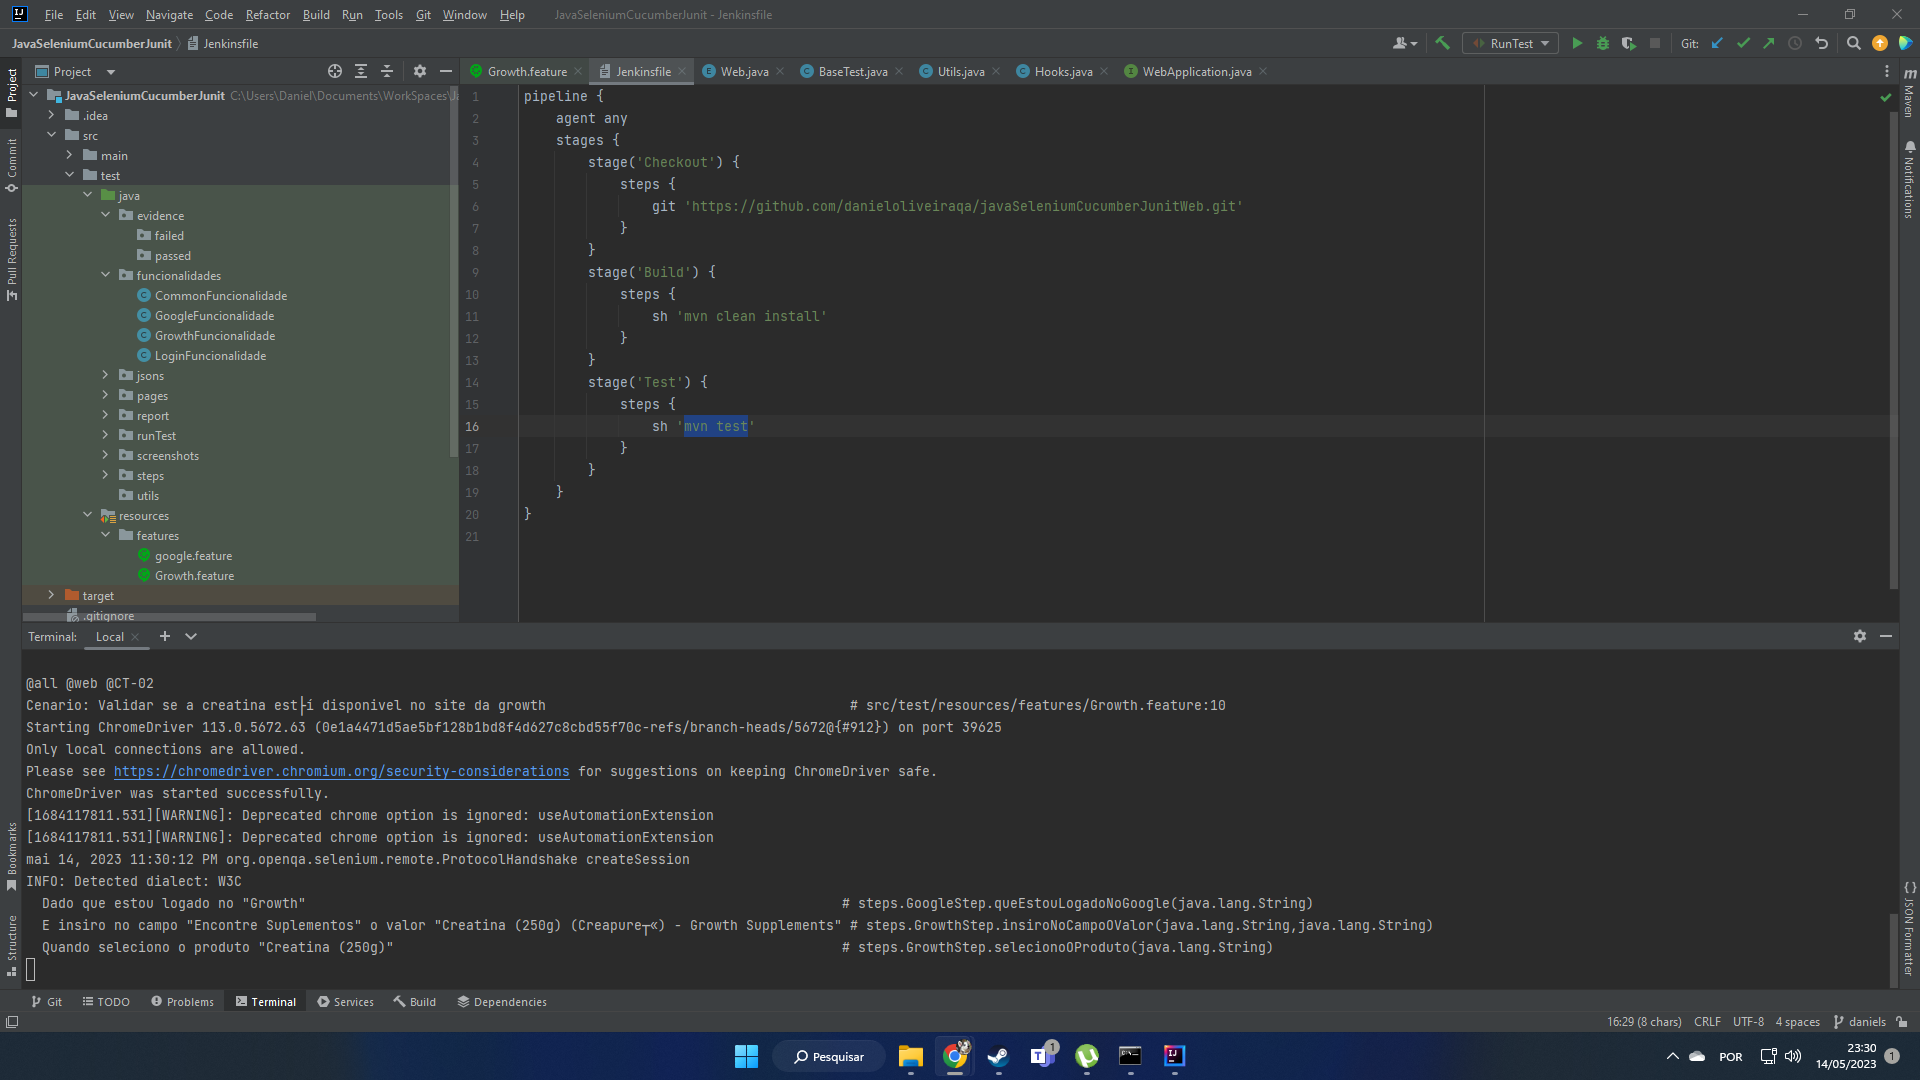 File Edit View Navigate Code Refactor Build Run Tools Git Window Help JavaSeleniumCucumberJunit - Jenkinsfile
JavaSeleniumCucumberJunit Jenkinsfile RunTest Git:
Project
Growth.feature Jenkinsfile Web.java BaseTest.java Utils.java Hooks.java WebApplication.java
Project
Commit
Pull Requests
Bookmarks
Structure
JavaSeleniumCucumberJunit C:\Users\Daniel\Documents\WorkSpaces\
.idea
src
main
test
java
evidence
failed
passed
funcionalidades
CommonFuncionalidade
GoogleFuncionalidade
GrowthFuncionalidade
LoginFuncionalidade
jsons
pages
report
runTest
screenshots
steps
utils
resources
features
google.feature
Growth.feature
target
.gitignore
1 pipeline {
2 agent any
3 stages {
4 stage('Checkout') {
5 steps {
6 git 'https://github.com/danieloliveiraqa/javaSeleniumCucumberJunitWeb.git'
7 }
8 }
9 stage('Build') {
10 steps {
11 sh 'mvn clean install'
12 }
13 }
14 stage('Test') {
15 steps {
16 sh 'mvn test'
17 }
18 }
19 }
20 }
21
m
Maven
Notifications
JSON Formatter
Terminal: Local
@all @web @CT-02
Cenario: Validar se a creatina est├í disponivel no site da growth # src/test/resources/features/Growth.feature:10
Starting ChromeDriver 113.0.5672.63 (0e1a4471d5ae5bf128b1bd8f4d627c8cbd55f70c-refs/branch-heads/5672@{#912}) on port 39625
Only local connections are allowed.
Please see https://chromedriver.chromium.org/security-considerations for suggestions on keeping ChromeDriver safe.
ChromeDriver was started successfully.
[1684117811.531][WARNING]: Deprecated chrome option is ignored: useAutomationExtension
[1684117811.531][WARNING]: Deprecated chrome option is ignored: useAutomationExtension
mai 14, 2023 11:30:12 PM org.openqa.selenium.remote.ProtocolHandshake createSession
INFO: Detected dialect: W3C
Dado que estou logado no "Growth" # steps.GoogleStep.queEstouLogadoNoGoogle(java.lang.String)
E insiro no campo "Encontre Suplementos" o valor "Creatina (250g) (Creapure┬«) - Growth Supplements" # steps.GrowthStep.insiroNoCampoOValor(java.lang.String,java.lang.String)
Quando seleciono o produto "Creatina (250g)" # steps.GrowthStep.selecionoOProduto(java.lang.String)
Git TODO Problems Terminal Services Build Dependencies
16:29 (8 chars) CRLF UTF-8 4 spaces daniels
Pesquisar 1 POR 23:30 1
14/05/2023